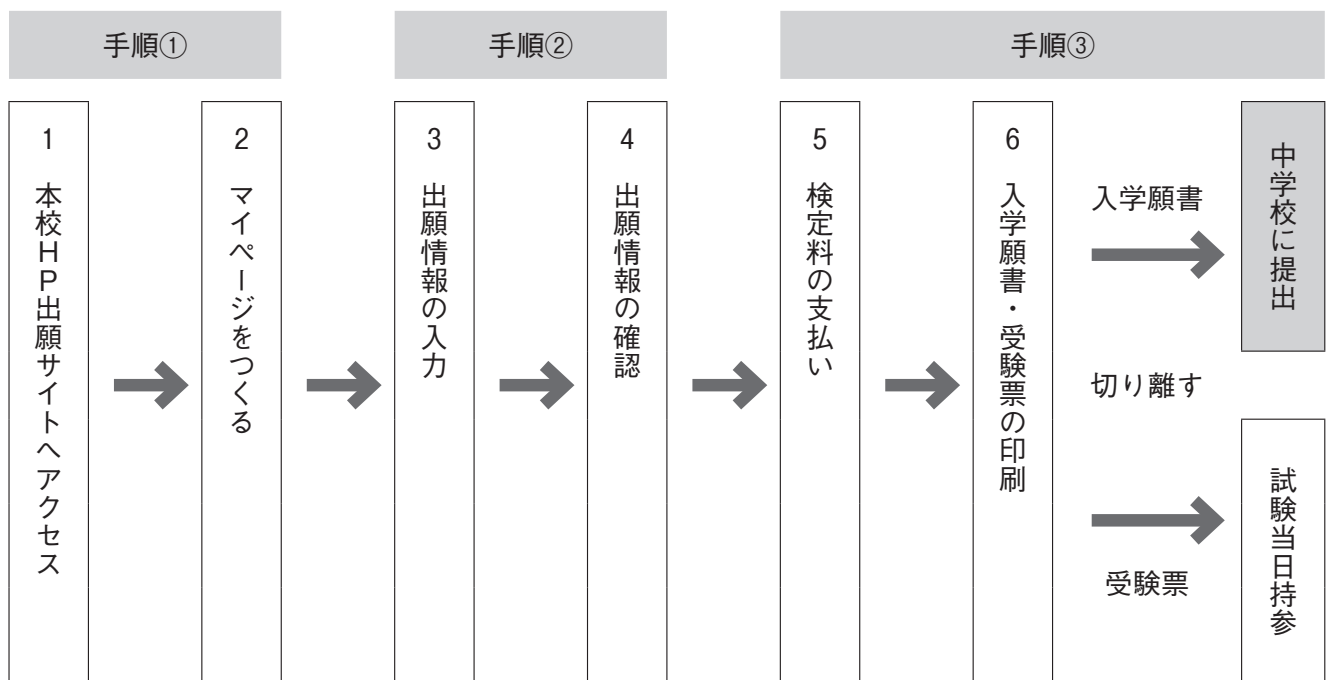 手順①
手順②
手順③
1 本校HP出願サイトへアクセス
2 マイページをつくる
3 出願情報の入力
4 出願情報の確認
5 検定料の支払い
6 入学願書・受験票の印刷
入学願書
中学校に提出
切り離す
受験票
試験当日持参